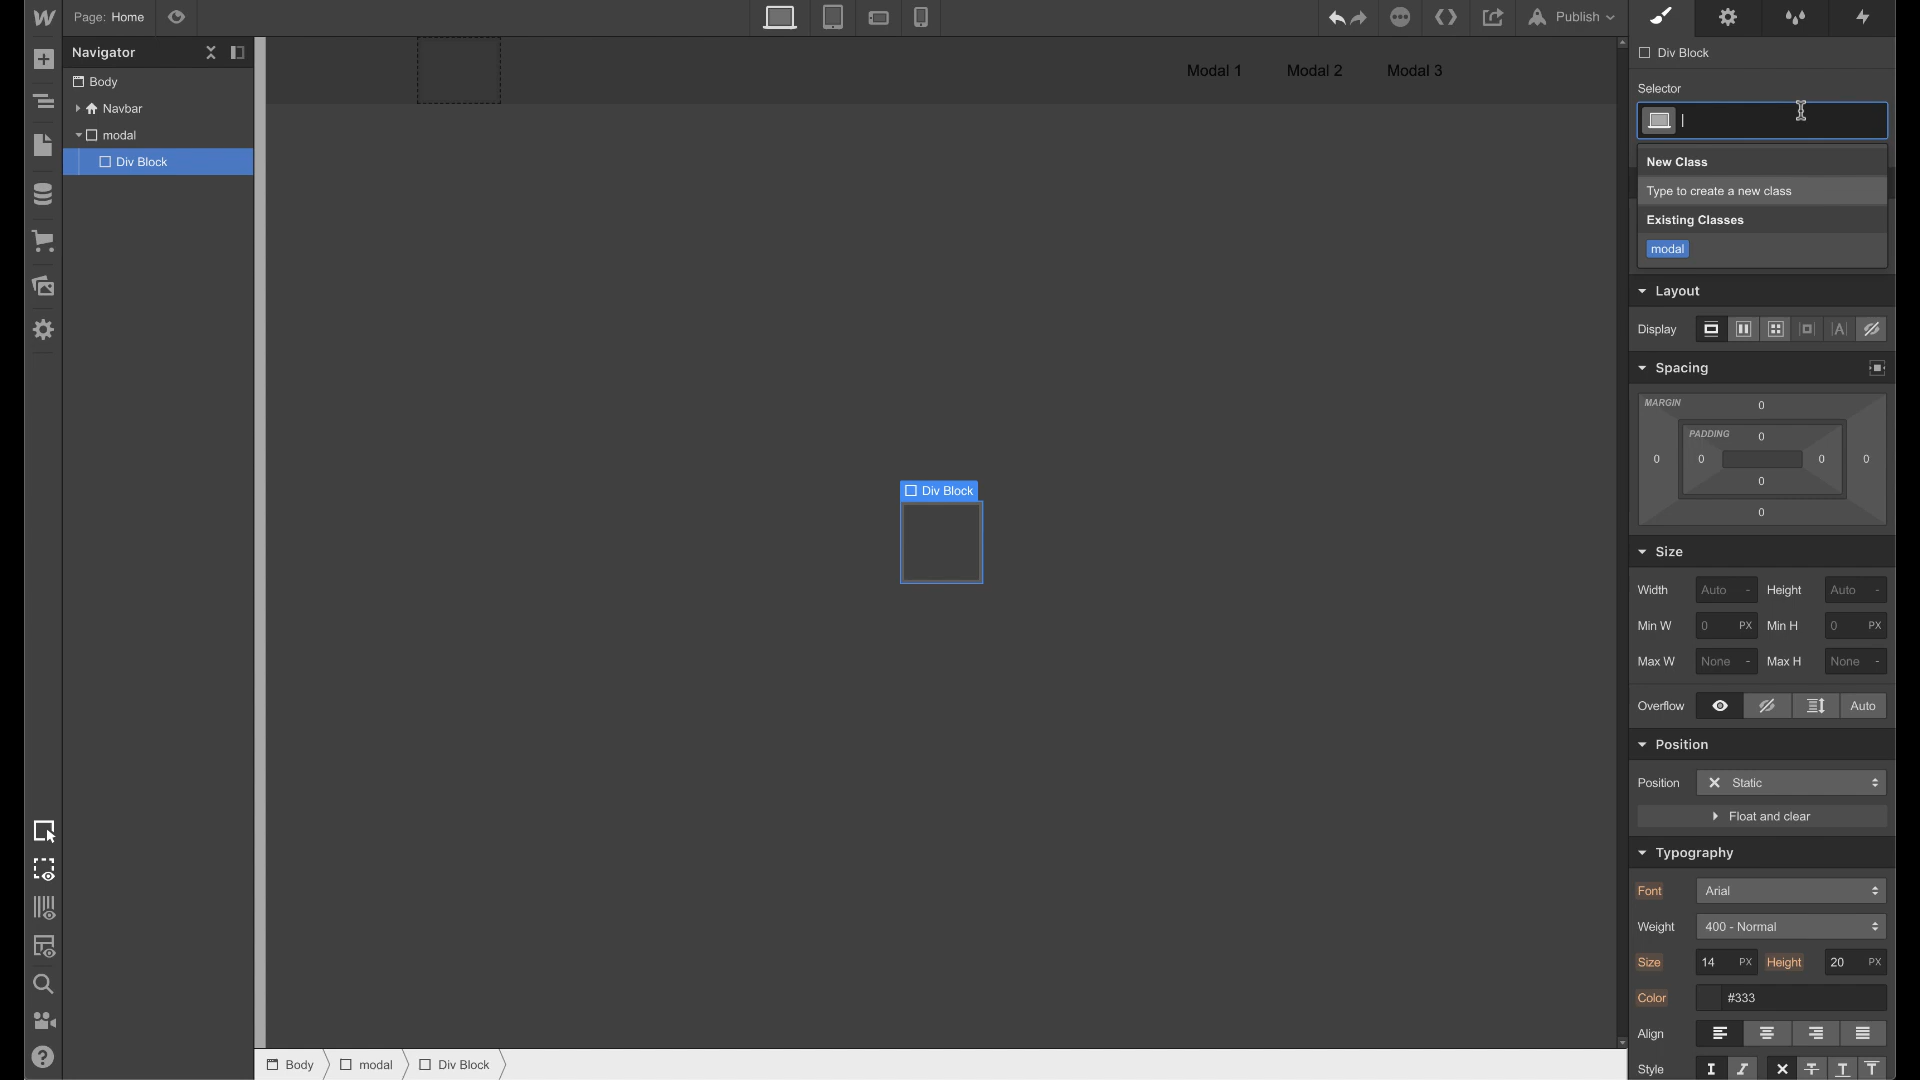 Page: Home
Publish
Navigator
Body
Navbar
modal
Div Block
Modal 1 Modal 2 Modal 3
Div Block
Body modal Div Block
Div Block
Selector
New Class
Type to create a new class
Existing Classes
modal
Layout
Display
Spacing
MARGIN
0
PADDING
0
0 0 0 0
0
0
Size
Width Auto - Height Auto -
Min W 0 PX Min H 0 PX
Max W None - Max H None -
Overflow Auto
Position
Position Static
Float and clear
Typography
Font Arial
Weight 400 - Normal
Size 14 PX Height 20 PX
Color #333
Align
Style